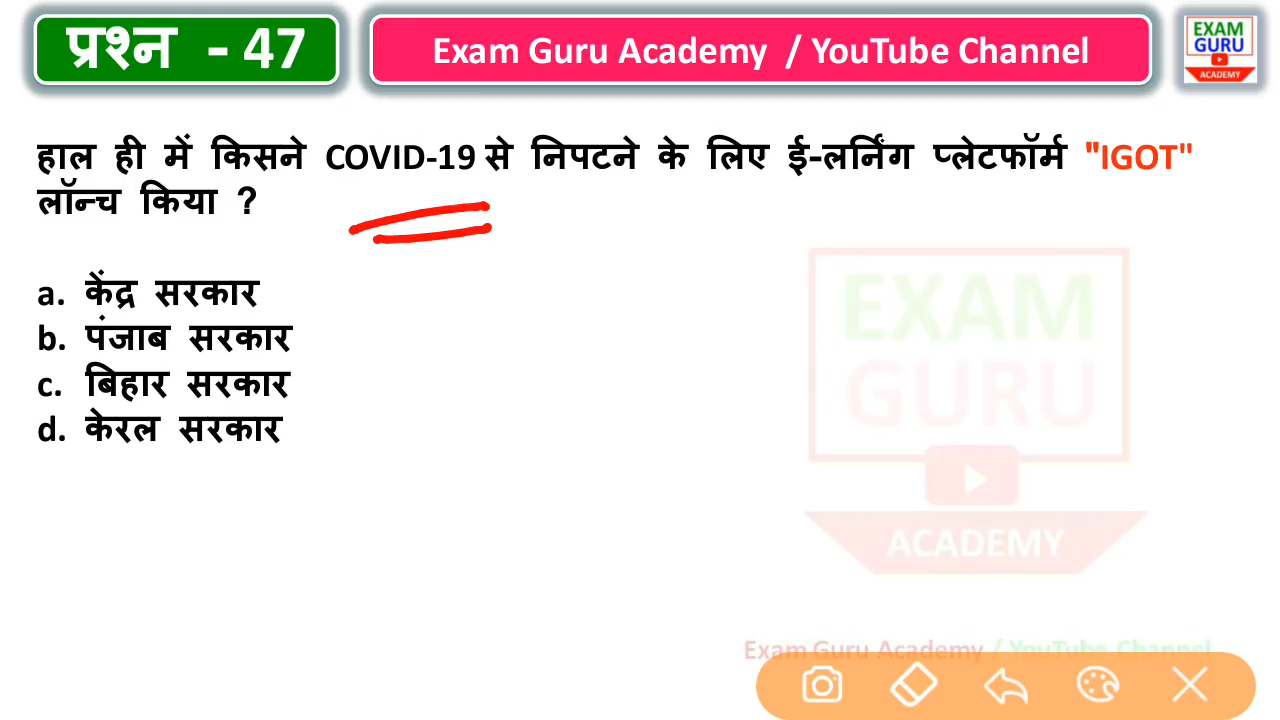 प्रश्न - 47
Exam Guru Academy / YouTube Channel
EXAM
GURU
ACADEMY
हाल ही में किसने COVID-19 से निपटने के लिए ई-लर्निंग प्लेटफॉर्म "IGOT"
लॉन्च किया ?
a. केंद्र सरकार
b. पंजाब सरकार
c. बिहार सरकार
d. केरल सरकार
EXAM
GURU
ACADEMY
Exam Guru Academy / YouTube Channel